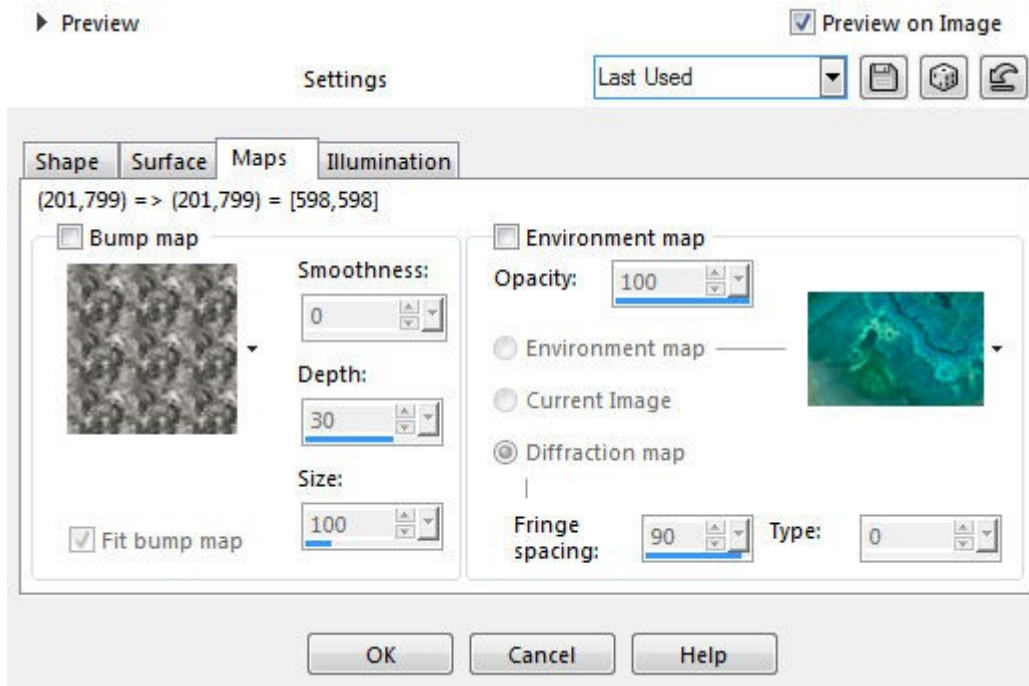 Preview
Preview on Image
Settings
Last Used
Shape
Surface
Maps
Illumination
(201,799) => (201,799) = [598,598]
Bump map
Smoothness:
0
Depth:
30
Size:
100
Fit bump map
Environment map
Opacity:
100
Environment map
Current Image
Diffraction map
Fringe
spacing:
90
Type:
0
OK
Cancel
Help